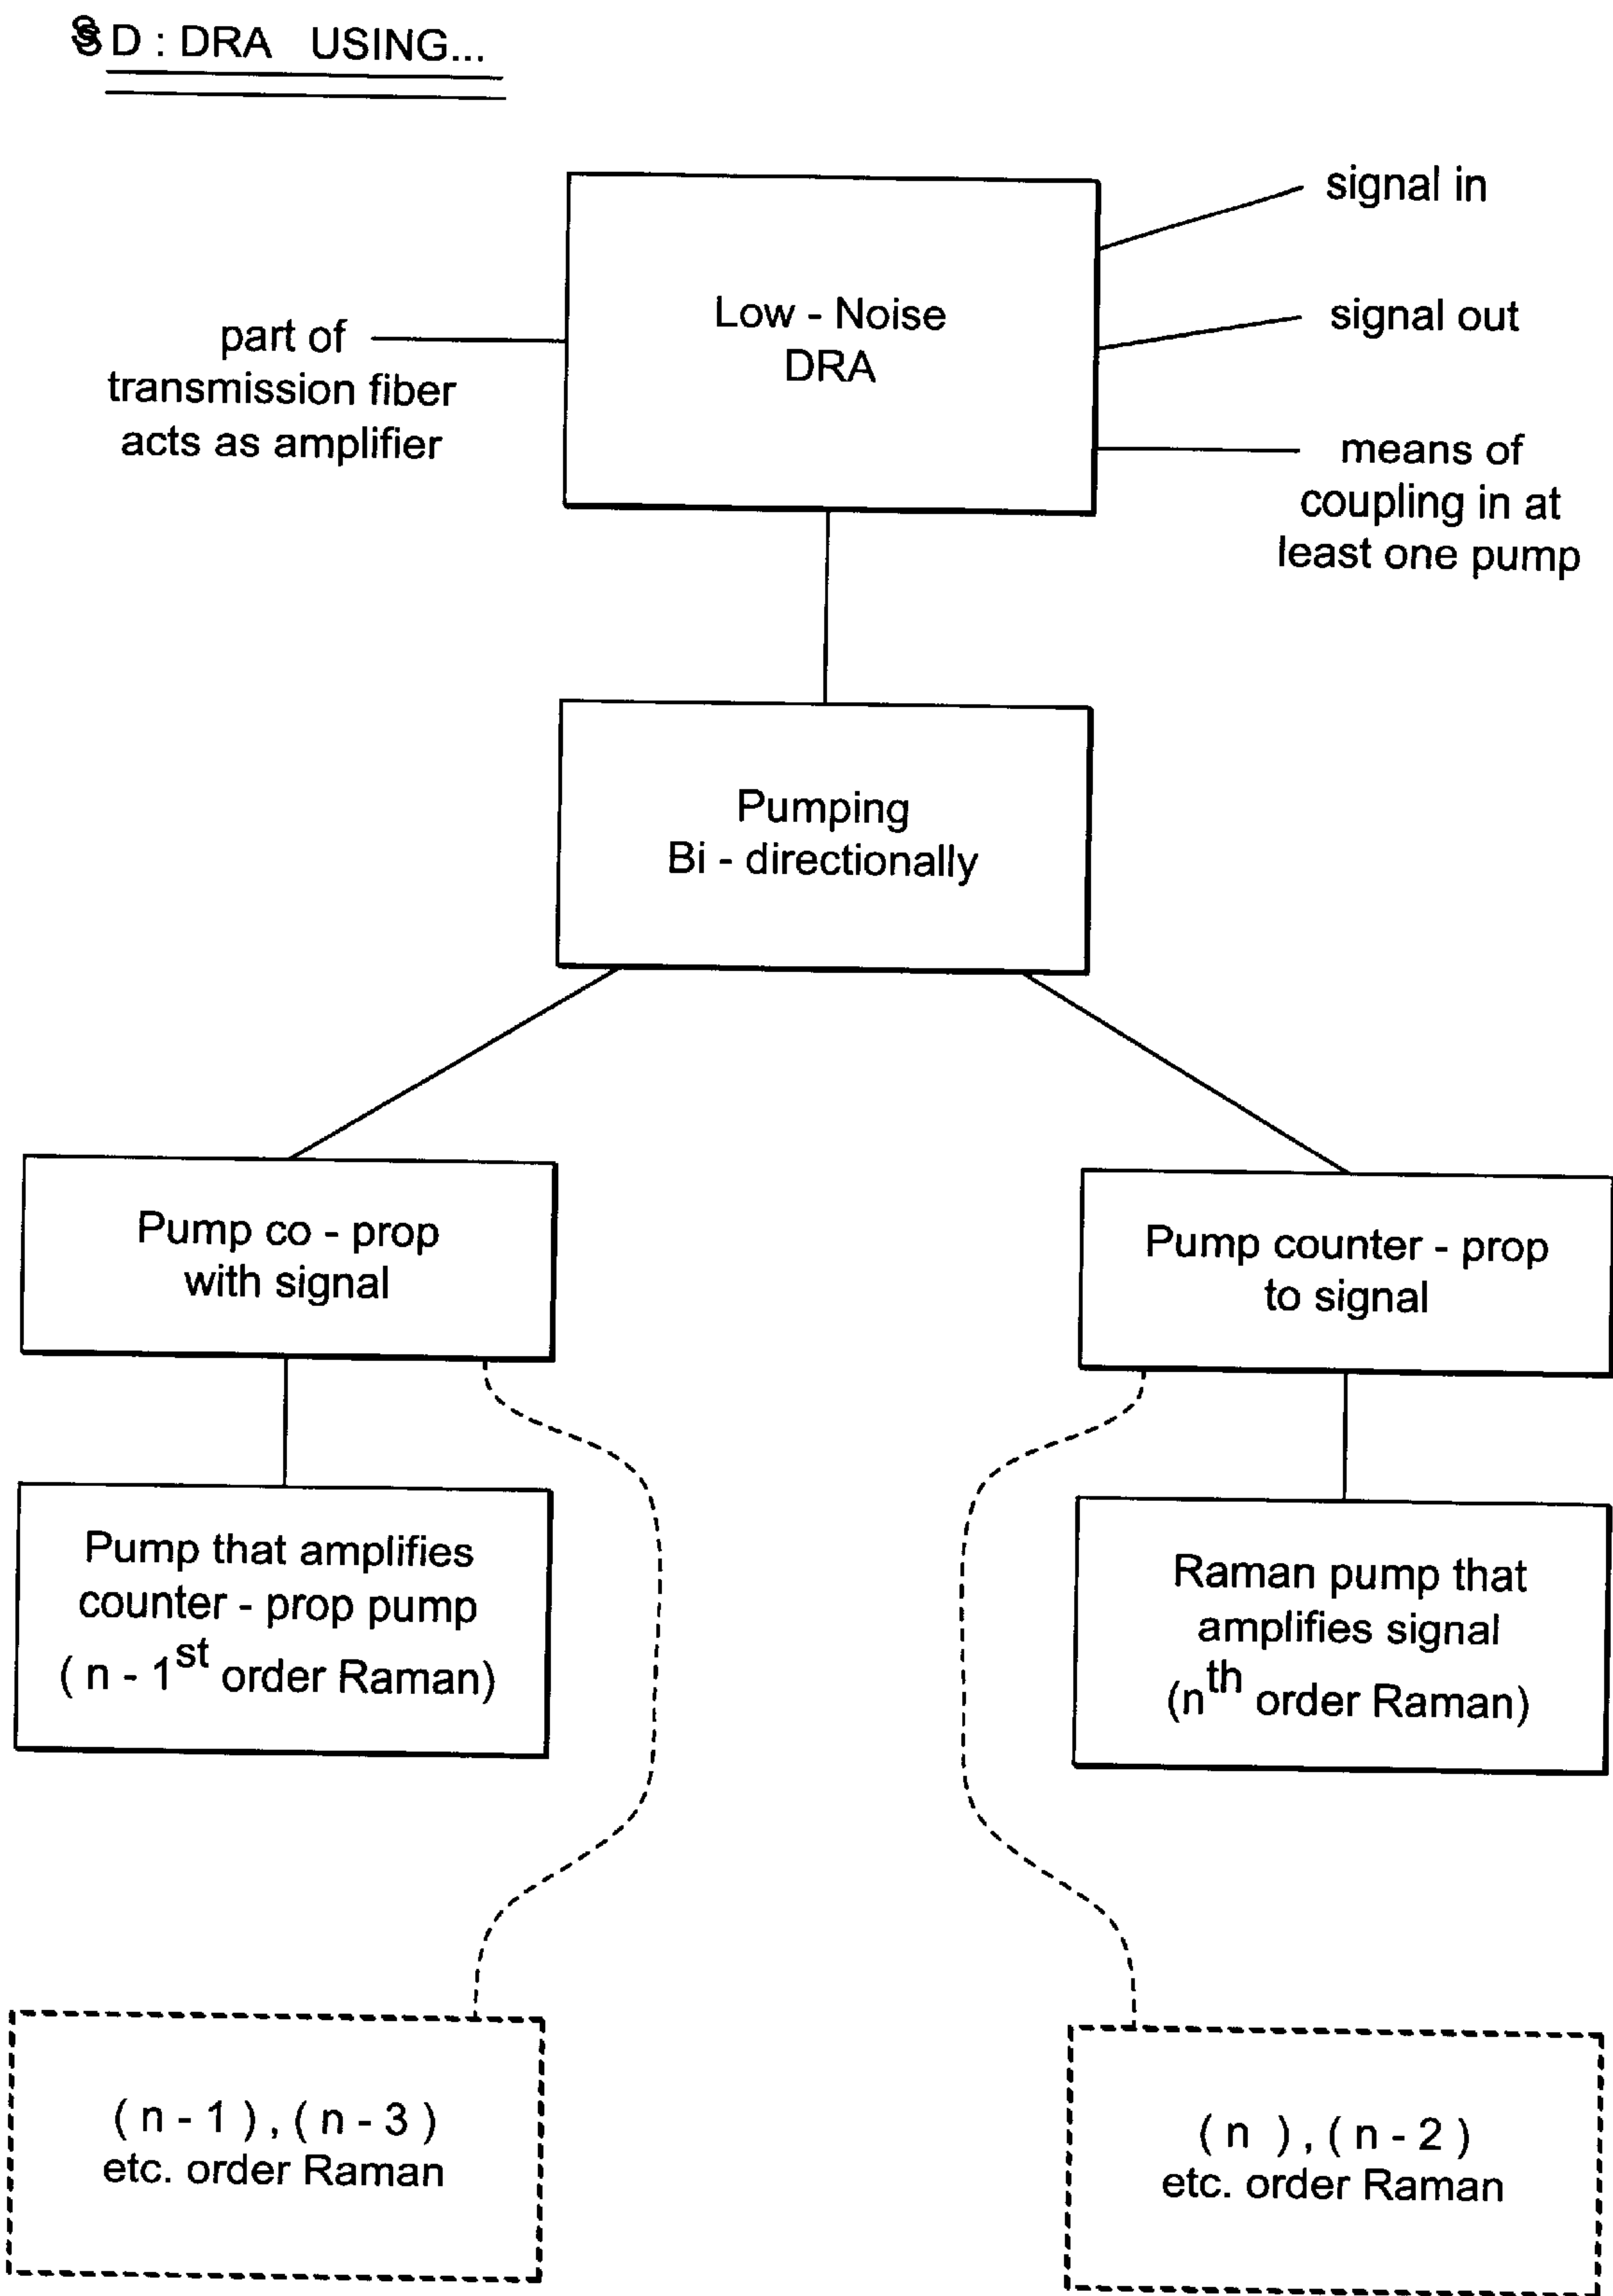 § D : DRA USING...
signal in
Low - Noise
DRA
signal out
part of
transmission fiber
acts as amplifier
means of
coupling in at
least one pump
Pumping
Bi - directionally
Pump co - prop
with signal
Pump counter - prop
to signal
Pump that amplifies
counter - prop pump
( n - 1st order Raman)
Raman pump that
amplifies signal
(nth order Raman)
( n - 1 ) , ( n - 3 )
etc. order Raman
( n ) , ( n - 2 )
etc. order Raman